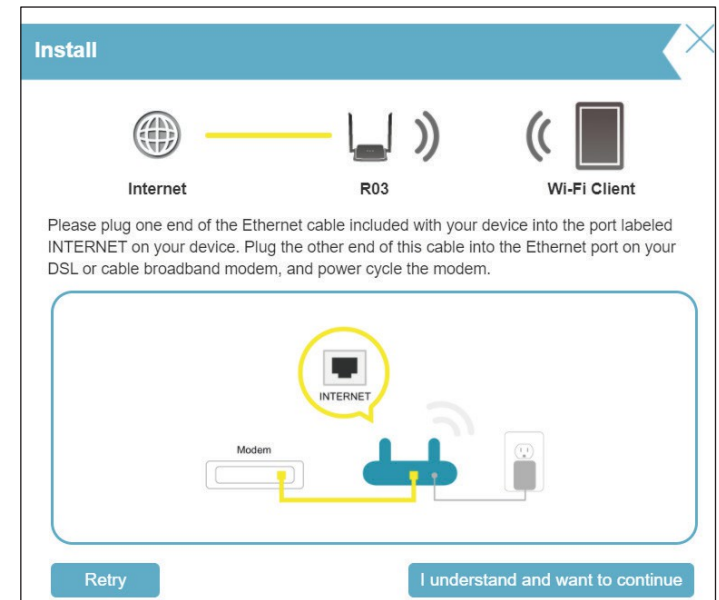 Install
Internet
R03
Wi-Fi Client
Please plug one end of the Ethernet cable included with your device into the port labeled
INTERNET on your device. Plug the other end of this cable into the Ethernet port on your
DSL or cable broadband modem, and power cycle the modem.
INTERNET
Modem
Retry
I understand and want to continue